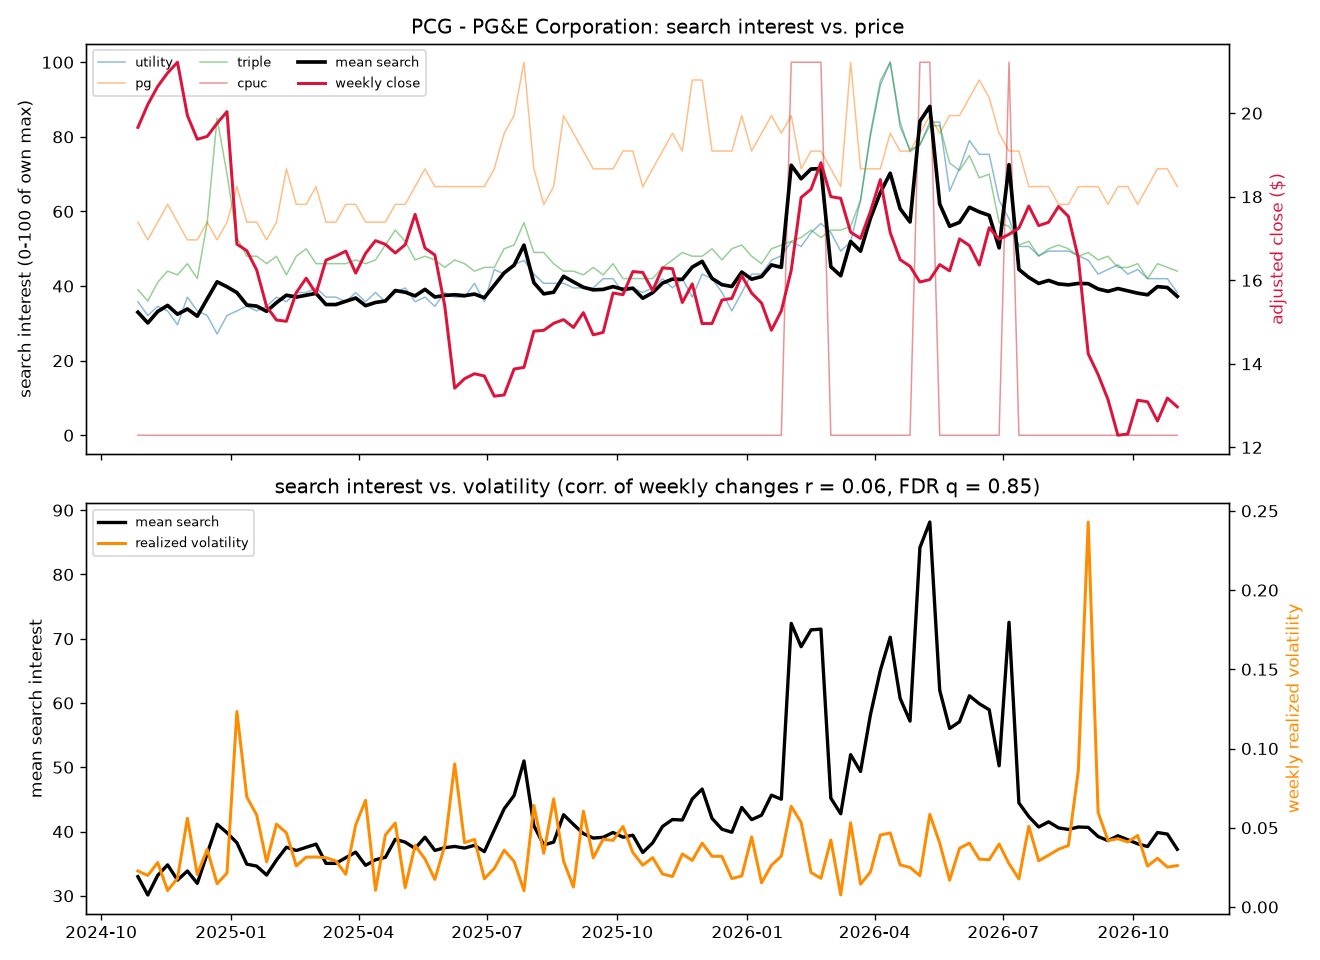 PCG - PG&E Corporation: search interest vs. price
utility
pg
triple
cpuc
mean search
weekly close
100
80
60
40
20
0
search interest (0-100 of own max)
20
18
16
14
12
adjusted close ($)
search interest vs. volatility (corr. of weekly changes r = 0.06, FDR q = 0.85)
mean search
realized volatility
90
80
70
60
50
40
30
mean search interest
0.25
0.20
0.15
0.10
0.05
0.00
weekly realized volatility
2024-10
2025-01
2025-04
2025-07
2025-10
2026-01
2026-04
2026-07
2026-10